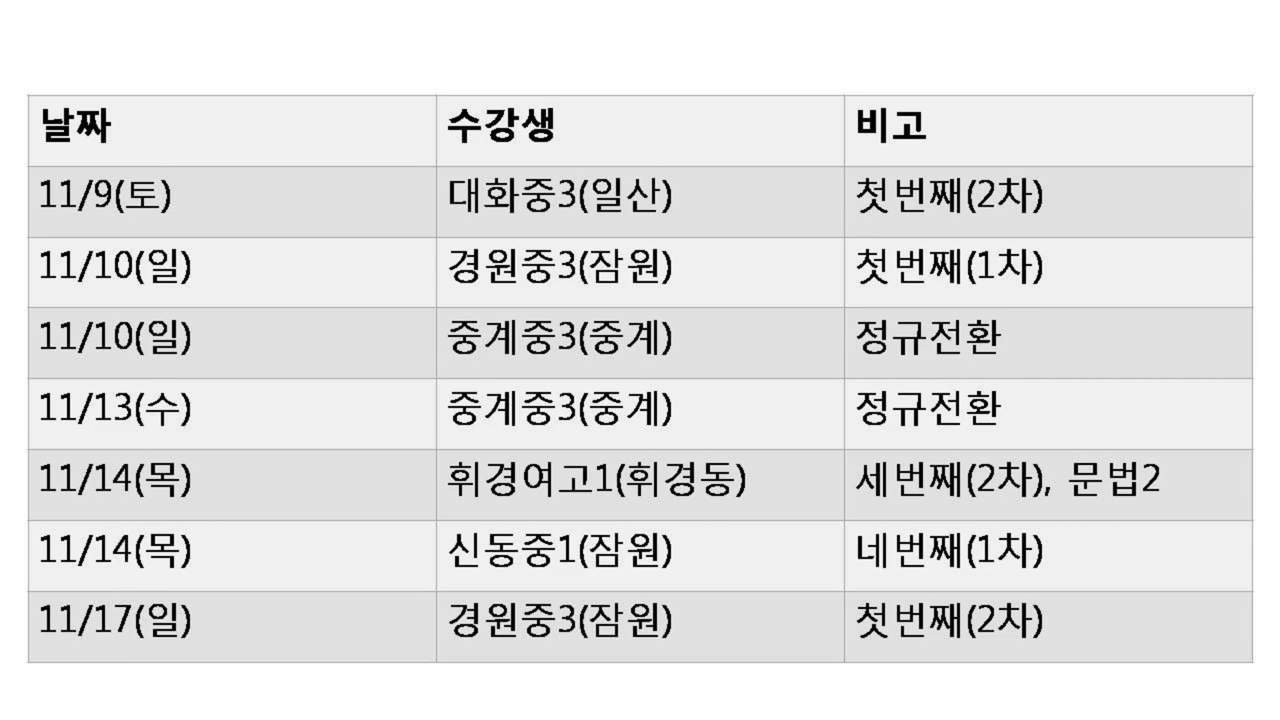 날짜 수강생 비고
11/9(토) 대화중3(일산) 첫번째(2차)
11/10(일) 경원중3(잠원) 첫번째(1차)
11/10(일) 중계중3(중계) 정규전환
11/13(수) 중계중3(중계) 정규전환
11/14(목) 휘경여고1(휘경동) 세번째(2차), 문법2
11/14(목) 신동중1(잠원) 네번째(1차)
11/17(일) 경원중3(잠원) 첫번째(2차)